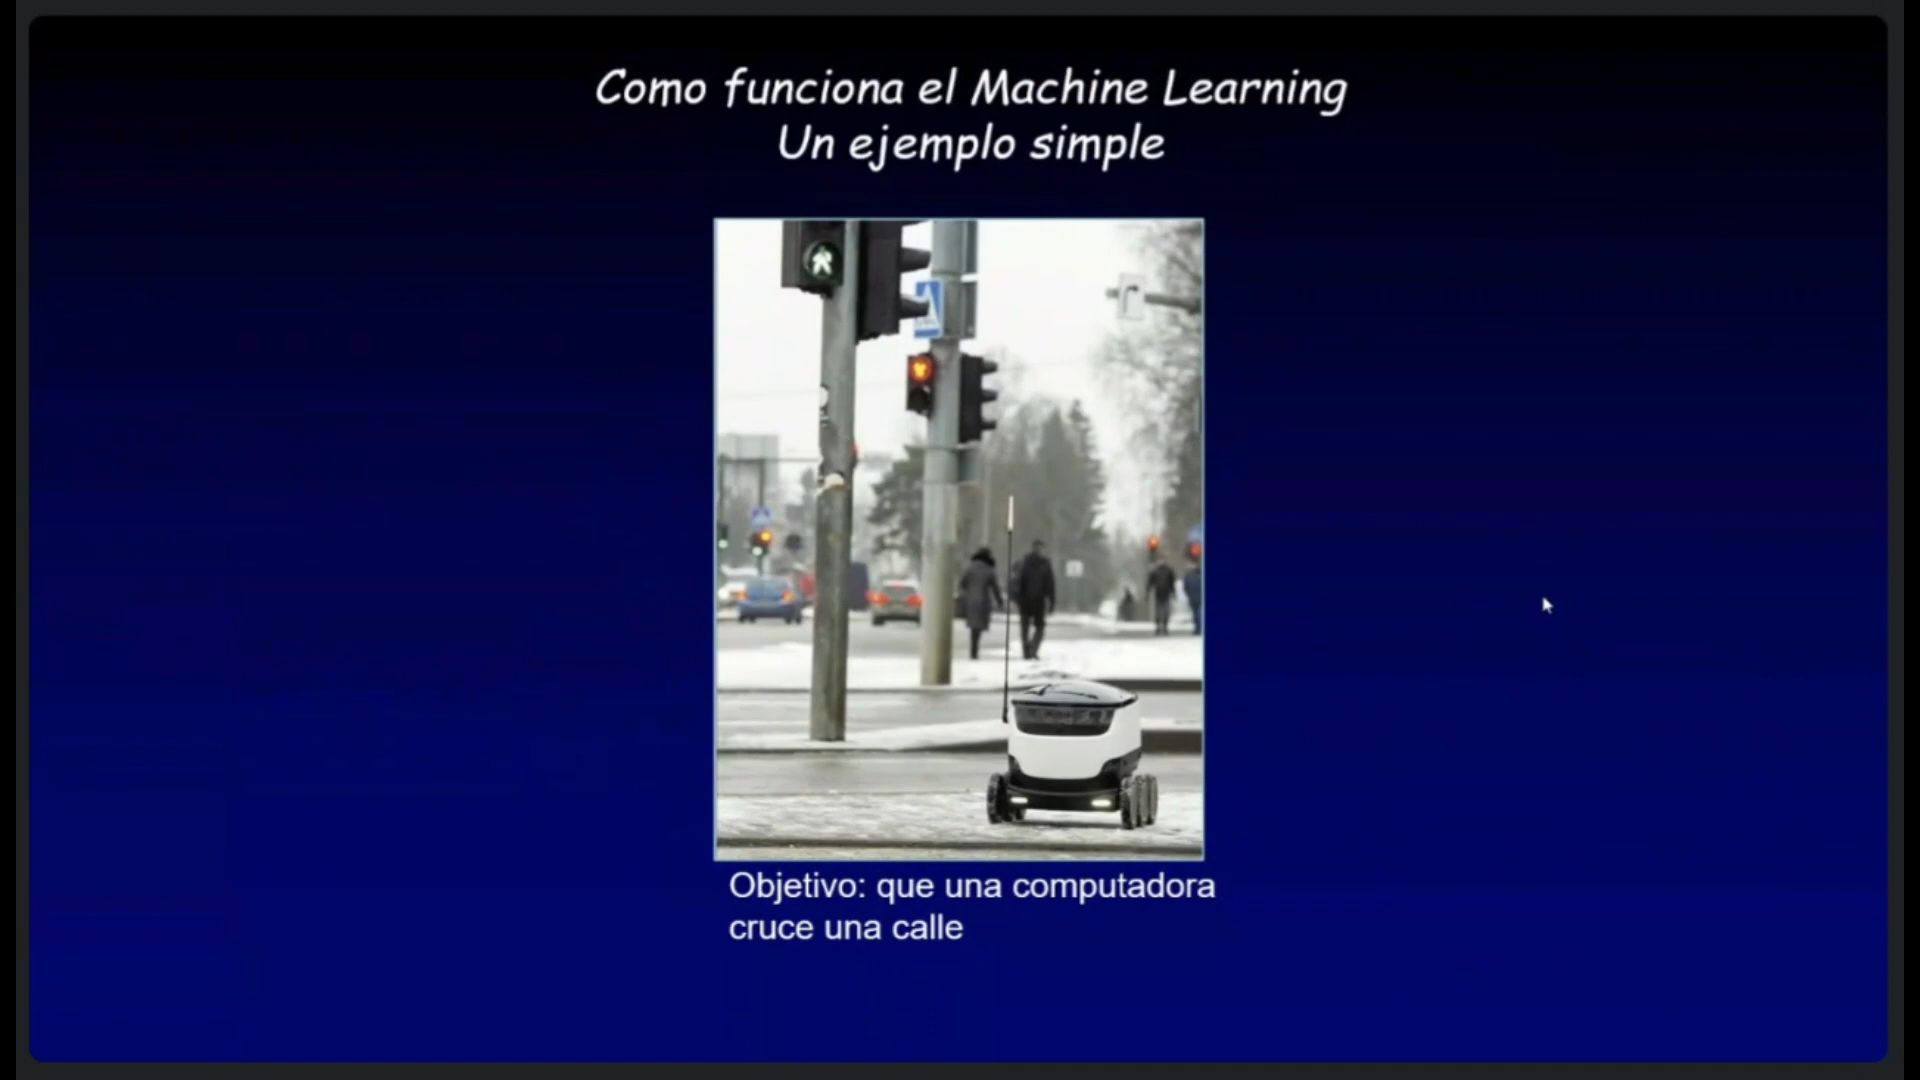 Como funciona el Machine Learning
Un ejemplo simple
Objetivo: que una computadora
cruce una calle